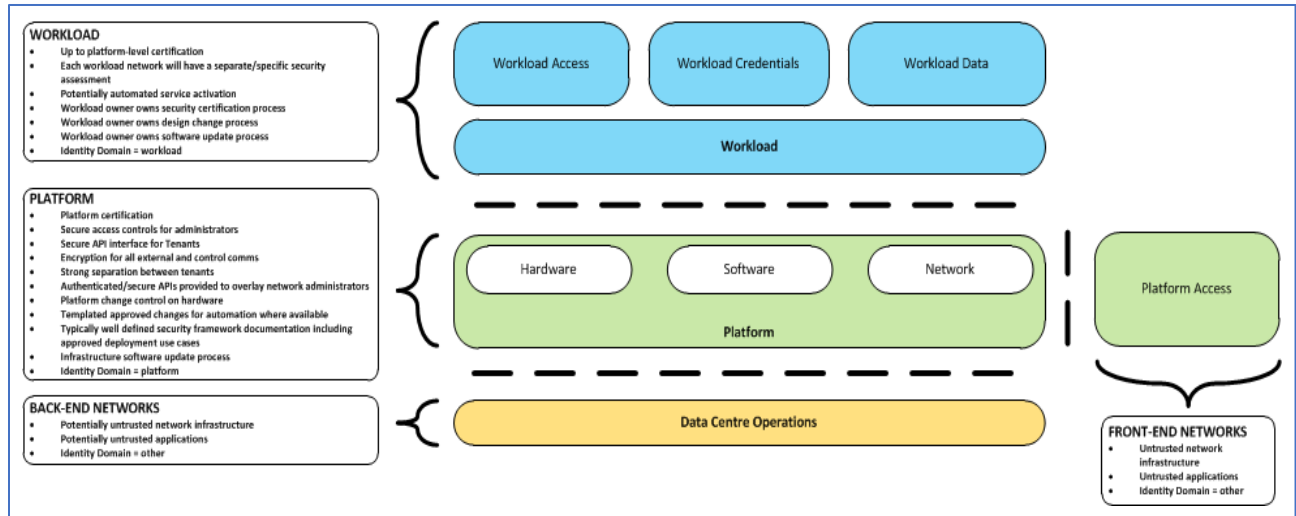 WORKLOAD
• Up to platform-level certification
• Each workload network will have a separate/specific security
assessment
• Potentially automated service activation
• Workload owner owns security certification process
• Workload owner owns design change process
• Workload owner owns software update process
• Identity Domain = workload
Workload Access
Workload Credentials
Workload Data
Workload
PLATFORM
• Platform certification
• Secure access controls for administrators
• Secure API interface for Tenants
• Encryption for all external and control comms
• Strong separation between tenants
• Authenticated/secure APIs provided to overlay network administrators
• Platform change control on hardware
• Templated approved changes for automation where available
• Typically well defined security framework documentation including
approved deployment use cases
• Infrastructure software update process
• Identity Domain = platform
Hardware
Software
Network
Platform
Platform Access
BACK-END NETWORKS
• Potentially untrusted network infrastructure
• Potentially untrusted applications
• Identity Domain = other
Data Centre Operations
FRONT-END NETWORKS
• Untrusted network
infrastructure
• Untrusted applications
• Identity Domain = other